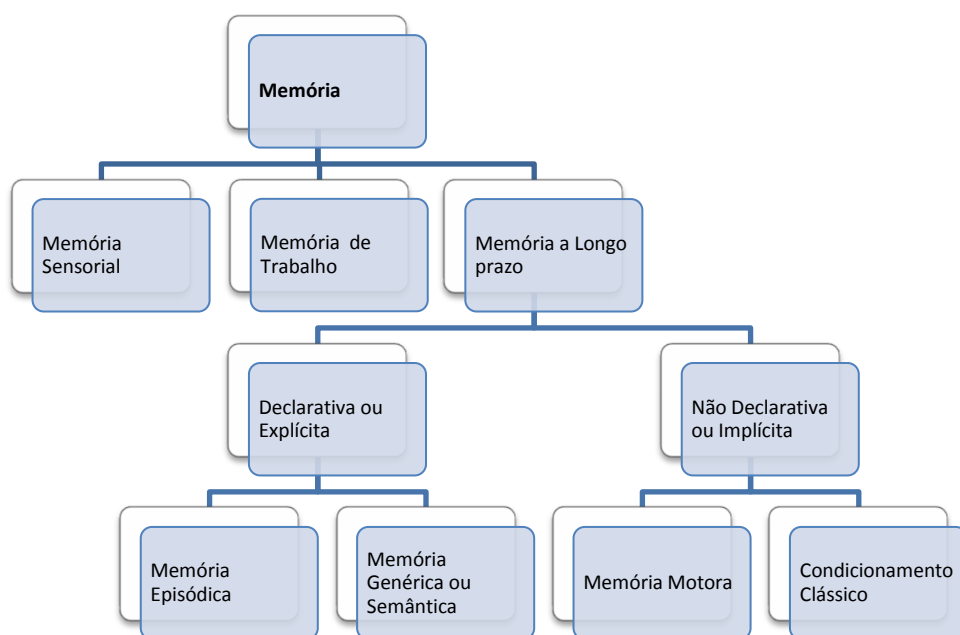 Memória
Memória
Sensorial
Memória de
Trabalho
Memória a Longo
prazo
Declarativa ou
Explícita
Não Declarativa
ou Implícita
Memória
Episódica
Memória
Genérica ou
Semântica
Memória Motora
Condicionamento
Clássico